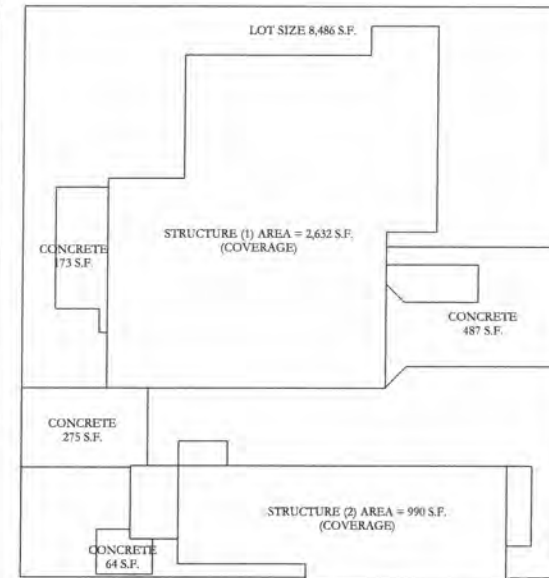 LOT SIZE 8,486 S.F.
STRUCTURE (1) AREA = 2,632 S.F.
(COVERAGE)
CONCRETE
173 S.F.
CONCRETE
487 S.F.
CONCRETE
275 S.F.
STRUCTURE (2) AREA = 990 S.F.
(COVERAGE)
CONCRETE
64 S.F.